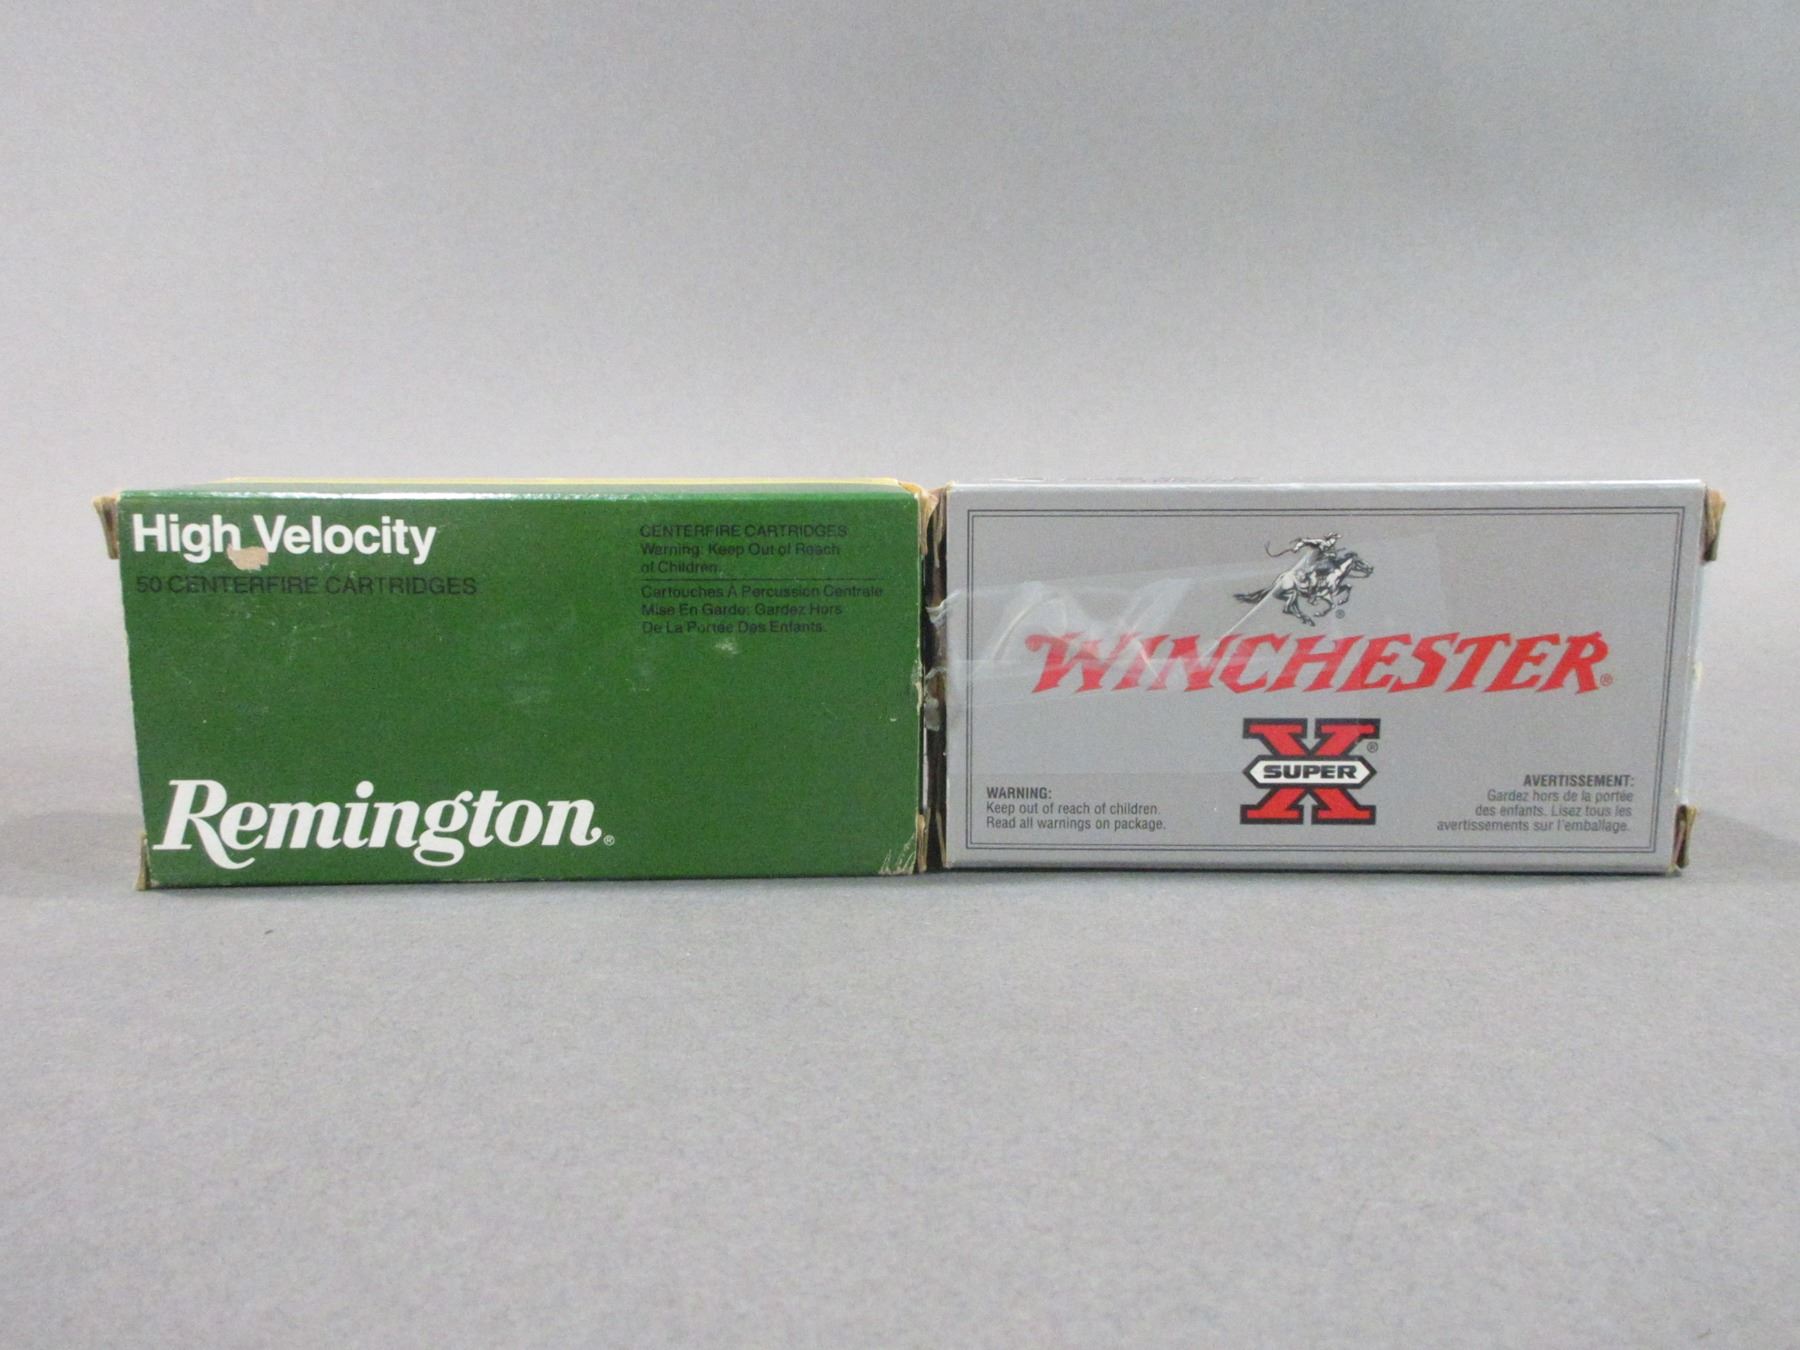 High Velocity
50 CENTERFIRE CARTRIDGES
CENTERFIRE CARTRIDGES
Warning: Keep Out of Reach
of Children.
Cartouches À Percussion Centrale
Mise En Garde: Gardez Hors
De La Portée Des Enfants.
Remington®
WINCHESTER®
SUPER X®
WARNING:
Keep out of reach of children.
Read all warnings on package.
AVERTISSEMENT:
Gardez hors de la portée
des enfants. Lisez tous les
avertissements sur l'emballage.